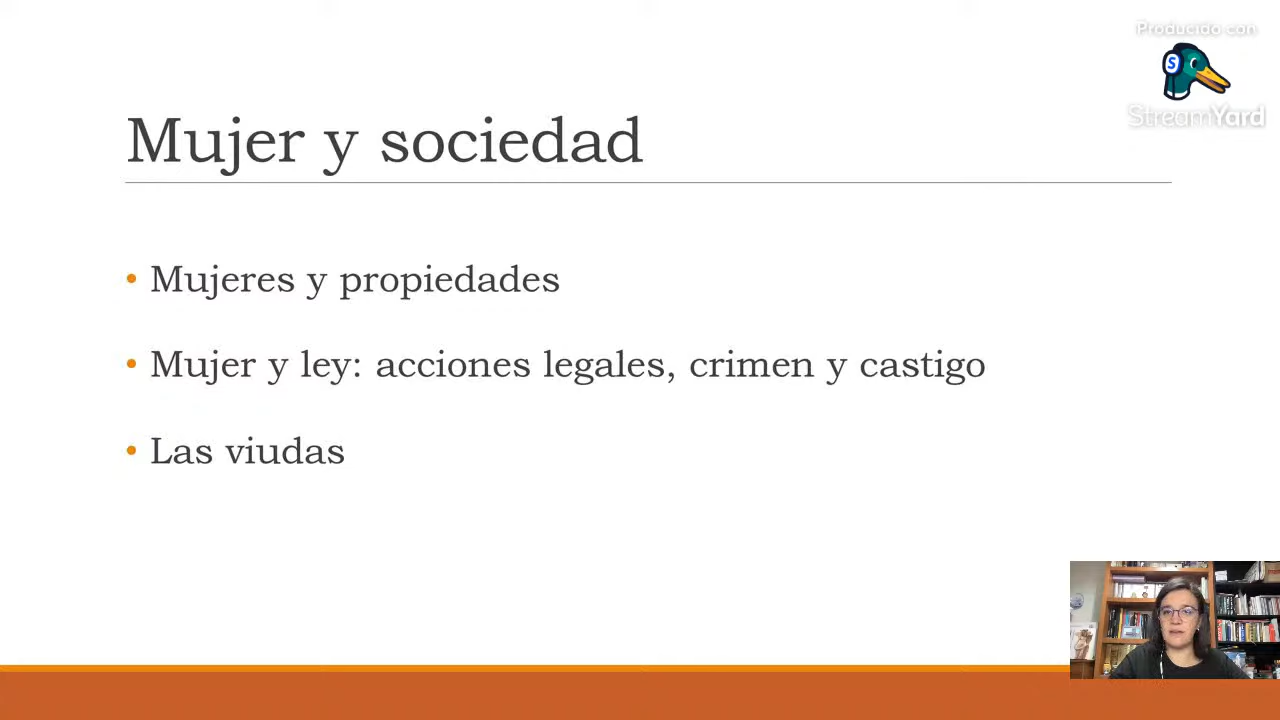 Producido con
StreamYard
Mujer y sociedad
• Mujeres y propiedades
• Mujer y ley: acciones legales, crimen y castigo
• Las viudas